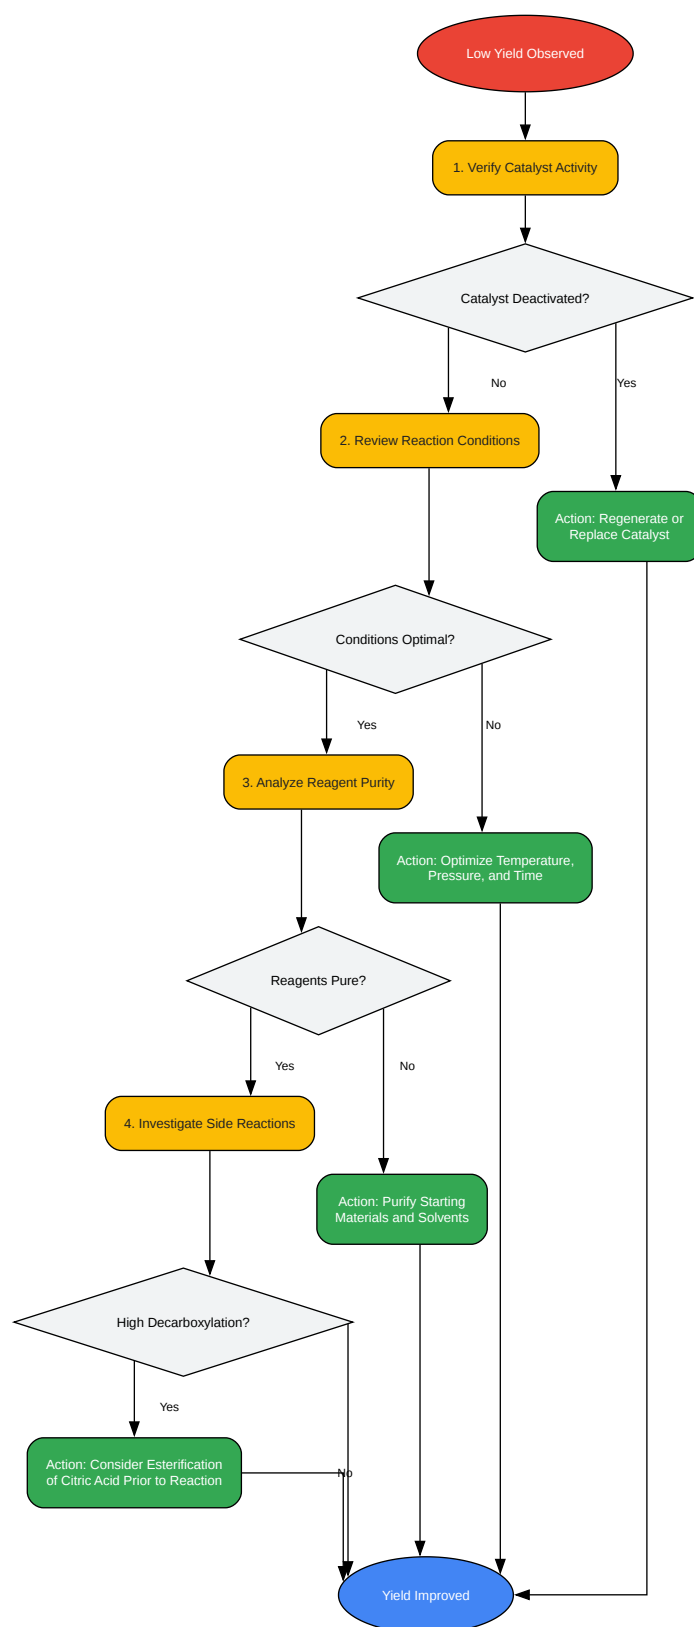 Low Yield Observed
1. Verify Catalyst Activity
Catalyst Deactivated?
No
Yes
2. Review Reaction Conditions
Action: Regenerate or
Replace Catalyst
Conditions Optimal?
Yes
No
3. Analyze Reagent Purity
Action: Optimize Temperature,
Pressure, and Time
Reagents Pure?
Yes
No
4. Investigate Side Reactions
Action: Purify Starting
Materials and Solvents
High Decarboxylation?
Yes
Action: Consider Esterification
of Citric Acid Prior to Reaction
No
Yield Improved